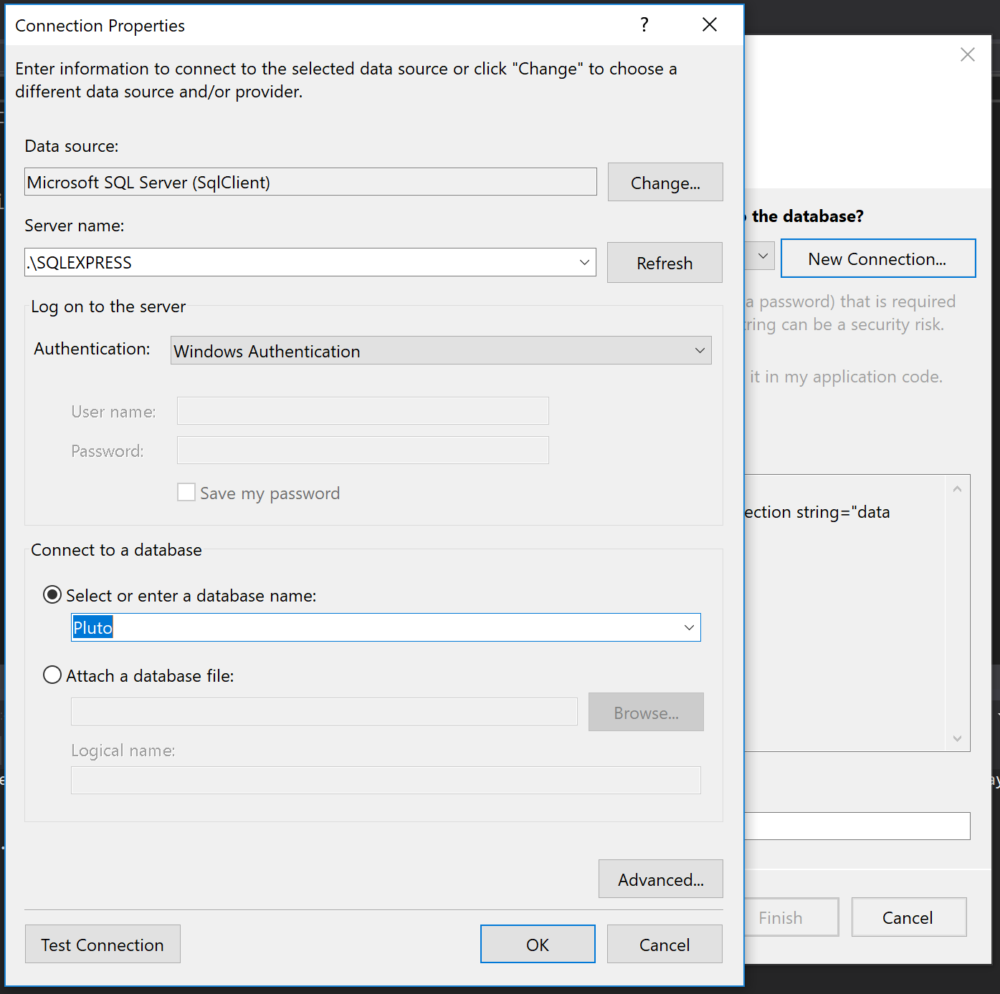 Connection Properties
?
Enter information to connect to the selected data source or click "Change" to choose a
different data source and/or provider.
Data source:
Microsoft SQL Server (SqlClient)
Change...
Server name:
.\SQLEXPRESS
Refresh
Log on to the server
Authentication:
Windows Authentication
User name:
Password:
Save my password
Connect to a database
Select or enter a database name:
Pluto
Attach a database file:
Browse...
Logical name:
Advanced...
Test Connection
OK
Cancel
the database?
New Connection...
a password) that is required
ring can be a security risk.
it in my application code.
ection string="data
Finish
Cancel